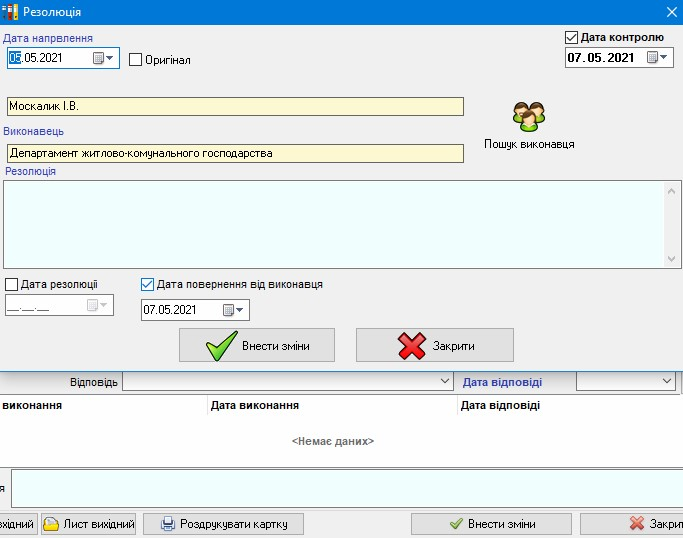 Резолюція
Дата напрвлення
Дата контролю
05.05.2021
Оригінал
07.05.2021
Москалик І.В.
Виконавець
Пошук виконавця
Департамент житлово-комунального господарства
Резолюція
Дата резолюції
Дата повернення від виконавця
__.__.__
07.05.2021
Внести зміни
Закрити
Відповідь
Дата відповіді
виконання
Дата виконання
Дата відповіді
<Немає даних>
я
хідний
Лист вихідний
Роздрукувати картку
Внести зміни
Закрит